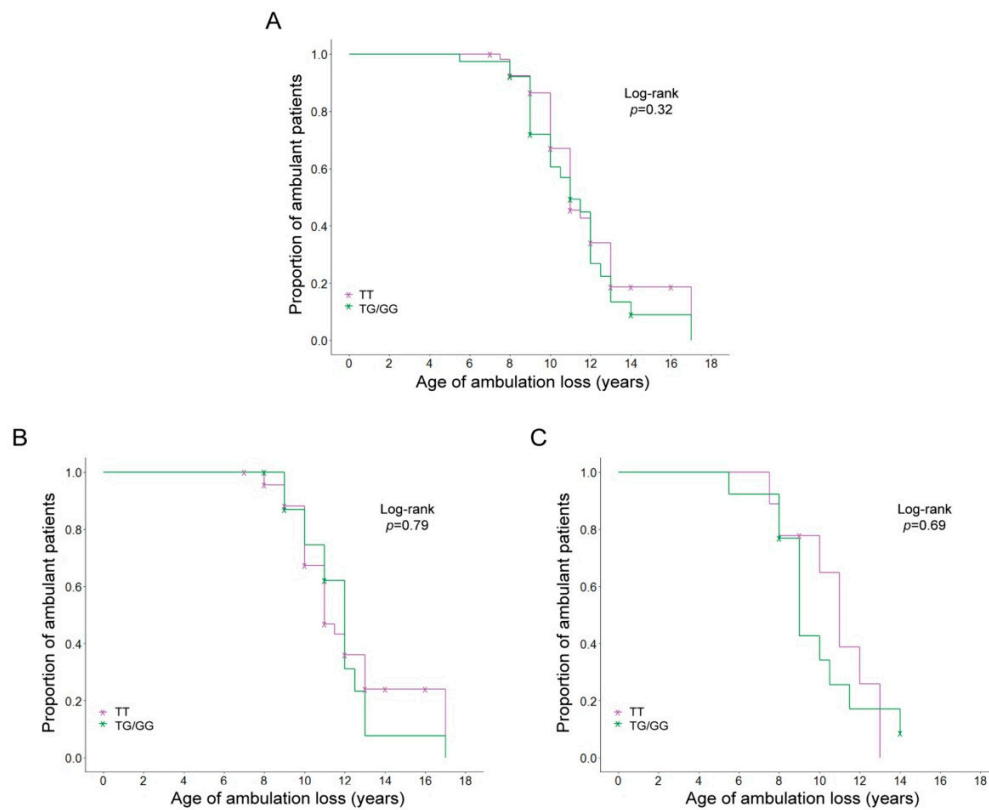 A
Proportion of ambulant patients
1.0
0.8
0.6
0.4
0.2
0.0
Log-rank
p=0.32
TT
TG/GG
0 2 4 6 8 10 12 14 16 18
Age of ambulation loss (years)
B
Proportion of ambulant patients
1.0
0.8
0.6
0.4
0.2
0.0
Log-rank
p=0.79
TT
TG/GG
0 2 4 6 8 10 12 14 16 18
Age of ambulation loss (years)
C
Proportion of ambulant patients
1.0
0.8
0.6
0.4
0.2
0.0
Log-rank
p=0.69
TT
TG/GG
0 2 4 6 8 10 12 14 16 18
Age of ambulation loss (years)